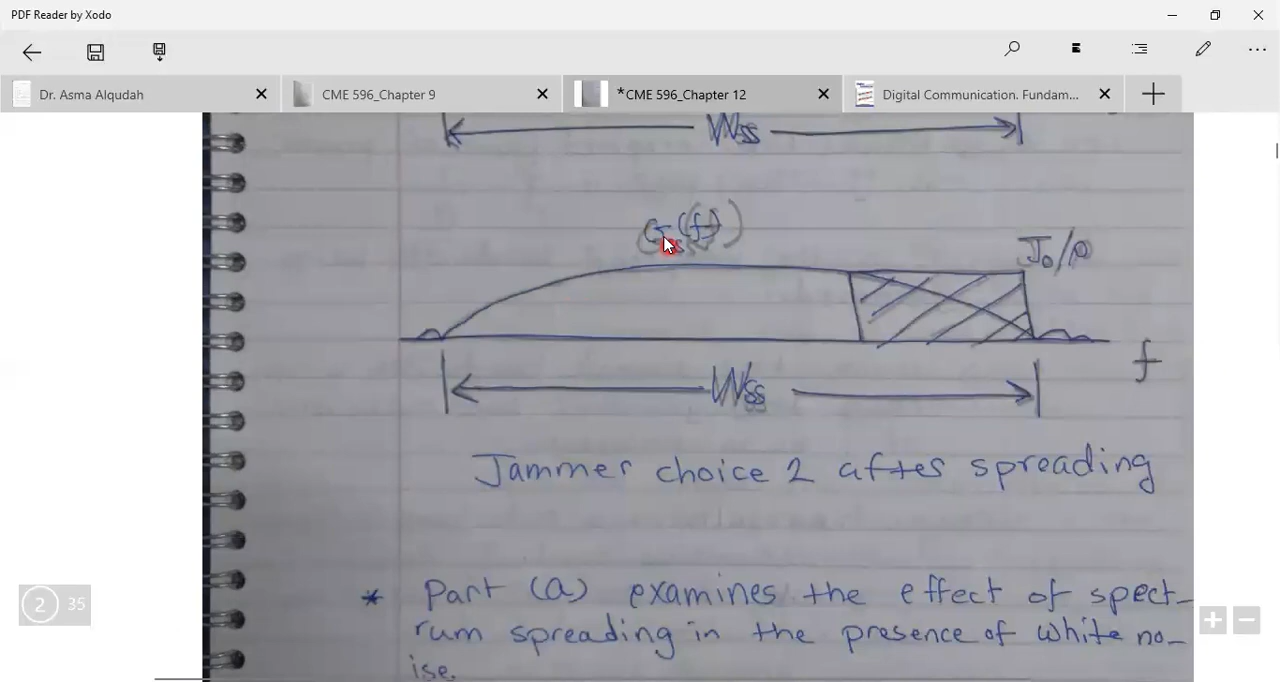 PDF Reader by Xodo
Dr. Asma Alqudah
CME 596_Chapter 9
*CME 596_Chapter 12
Digital Communication. Fundam...
Wss
Gss(f)
J₀/ρ
f
Wss
Jammer choice 2 after spreading
* Part (a) examines the effect of spect-
rum spreading in the presence of white no-
ise.
2 35